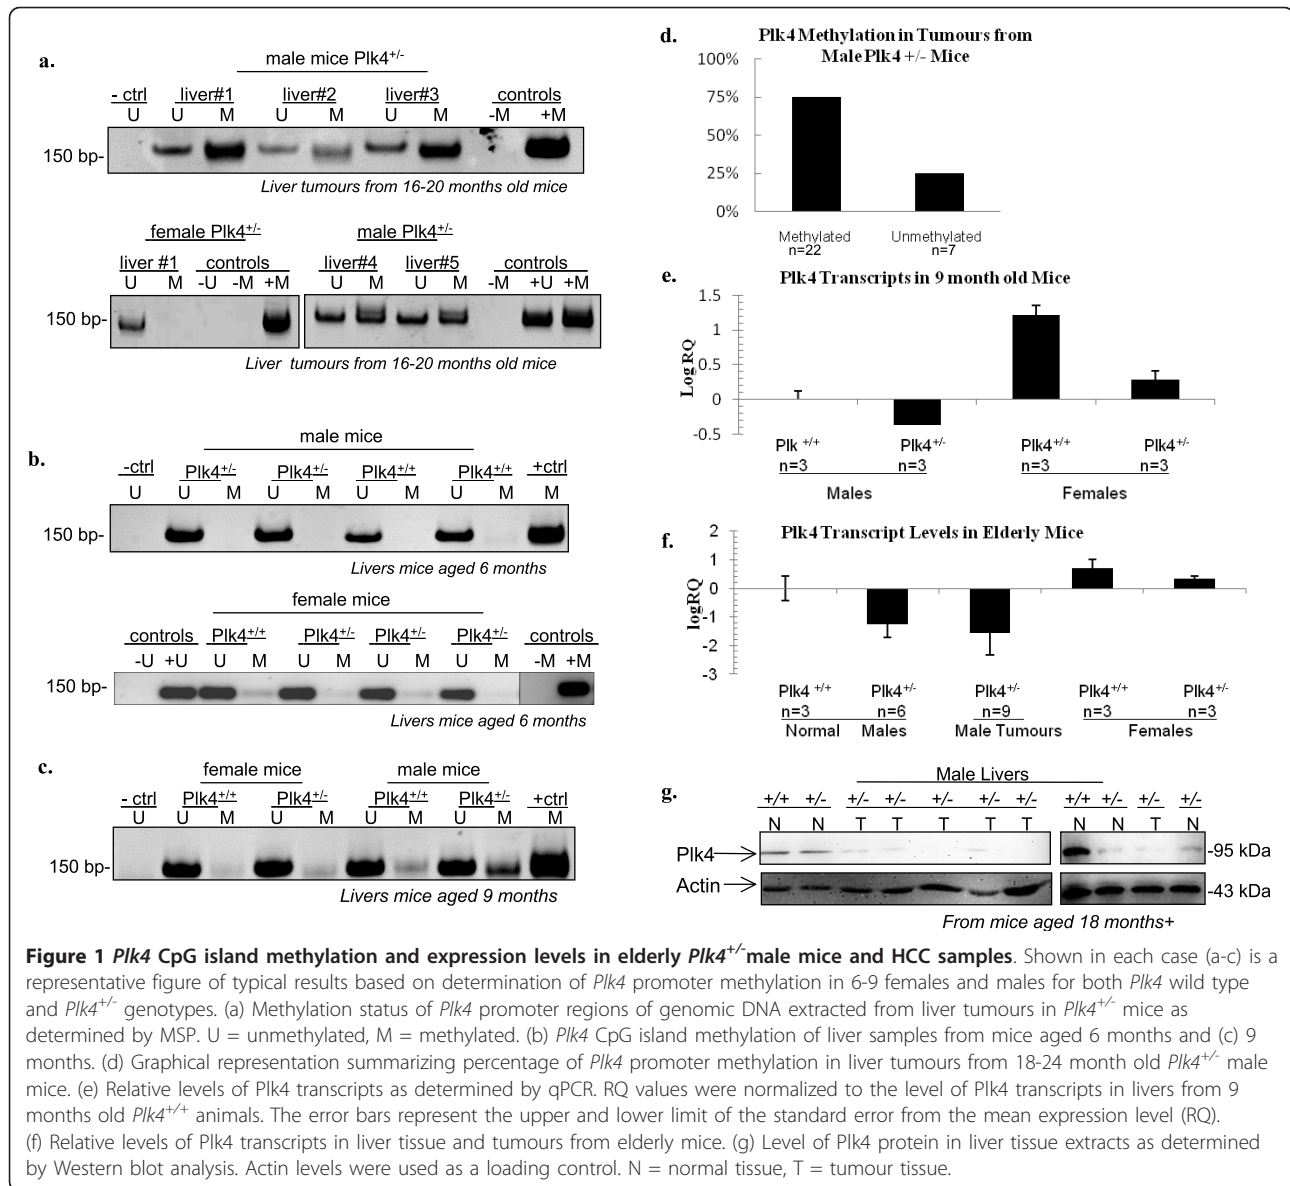 a.
male mice Plk4+/-
- ctrl liver#1 liver#2 liver#3 controls
U U M U M U M -M +M
150 bp-
Liver tumours from 16-20 months old mice
female Plk4+/- male Plk4+/-
liver #1 controls liver#4 liver#5 controls
U M -U -M +M U M U M -M +U +M
150 bp-
Liver tumours from 16-20 months old mice
b.
male mice
-ctrl Plk4+/- Plk4+/- Plk4+/+ Plk4+/+ +ctrl
U U M U M U M U M M
150 bp-
Livers mice aged 6 months
female mice
controls Plk4+/+ Plk4+/- Plk4+/- Plk4+/- controls
-U +U U M U M U M U M -M +M
150 bp-
Livers mice aged 6 months
c.
female mice male mice
- ctrl Plk4+/+ Plk4+/- Plk4+/+ Plk4+/- +ctrl
U U M U M U M U M M
150 bp-
Livers mice aged 9 months
d.
Plk4 Methylation in Tumours from
Male Plk4 +/- Mice
100%
75%
50%
25%
0%
Methylated Unmethylated
n=22 n=7
e.
Plk4 Transcripts in 9 month old Mice
Log RQ
1.5
1
0.5
0
-0.5
Plk +/+ Plk4+/- Plk4+/+ Plk4+/-
n=3 n=3 n=3 n=3
Males Females
f.
Plk4 Transcript Levels in Elderly Mice
logRQ
2
1
0
-1
-2
-3
Plk4 +/+ Plk4+/- Plk4+/- Plk4+/+ Plk4+/-
n=3 n=6 n=9 n=3 n=3
Normal Males Male Tumours Females
g.
Male Livers
+/+ +/- +/- +/- +/- +/- +/- +/+ +/- +/- +/-
N N T T T T T N N T N
Plk4 -95 kDa
Actin -43 kDa
From mice aged 18 months+
Figure 1 Plk4 CpG island methylation and expression levels in elderly Plk4+/- male mice and HCC samples. Shown in each case (a-c) is a
representative figure of typical results based on determination of Plk4 promoter methylation in 6-9 females and males for both Plk4 wild type
and Plk4+/- genotypes. (a) Methylation status of Plk4 promoter regions of genomic DNA extracted from liver tumours in Plk4+/- mice as
determined by MSP. U = unmethylated, M = methylated. (b) Plk4 CpG island methylation of liver samples from mice aged 6 months and (c) 9
months. (d) Graphical representation summarizing percentage of Plk4 promoter methylation in liver tumours from 18-24 month old Plk4+/- male
mice. (e) Relative levels of Plk4 transcripts as determined by qPCR. RQ values were normalized to the level of Plk4 transcripts in livers from 9
months old Plk4+/+ animals. The error bars represent the upper and lower limit of the standard error from the mean expression level (RQ).
(f) Relative levels of Plk4 transcripts in liver tissue and tumours from elderly mice. (g) Level of Plk4 protein in liver tissue extracts as determined
by Western blot analysis. Actin levels were used as a loading control. N = normal tissue, T = tumour tissue.